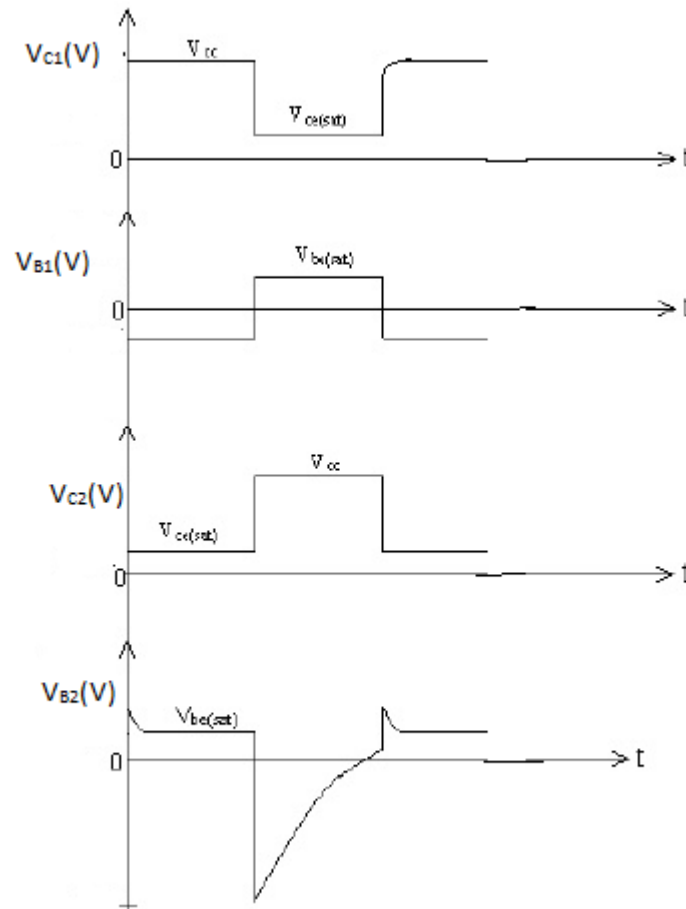 VC1(V)
Vcc
Vce(sat)
0
t
VB1(V)
Vbe(sat)
0
t
VC2(V)
Vcc
Vce(sat)
0
t
VB2(V)
Vbe(sat)
0
t